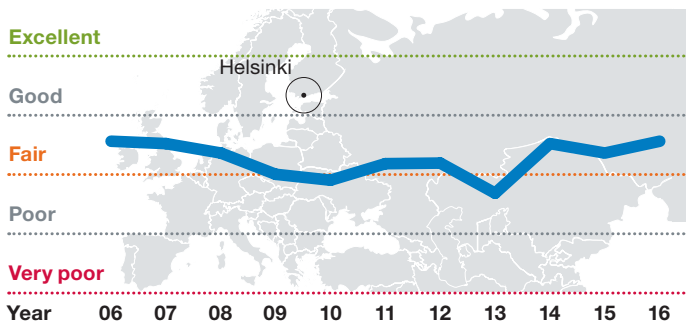 Excellent
Helsinki
Good
Fair
Poor
Very poor
Year 06 07 08 09 10 11 12 13 14 15 16